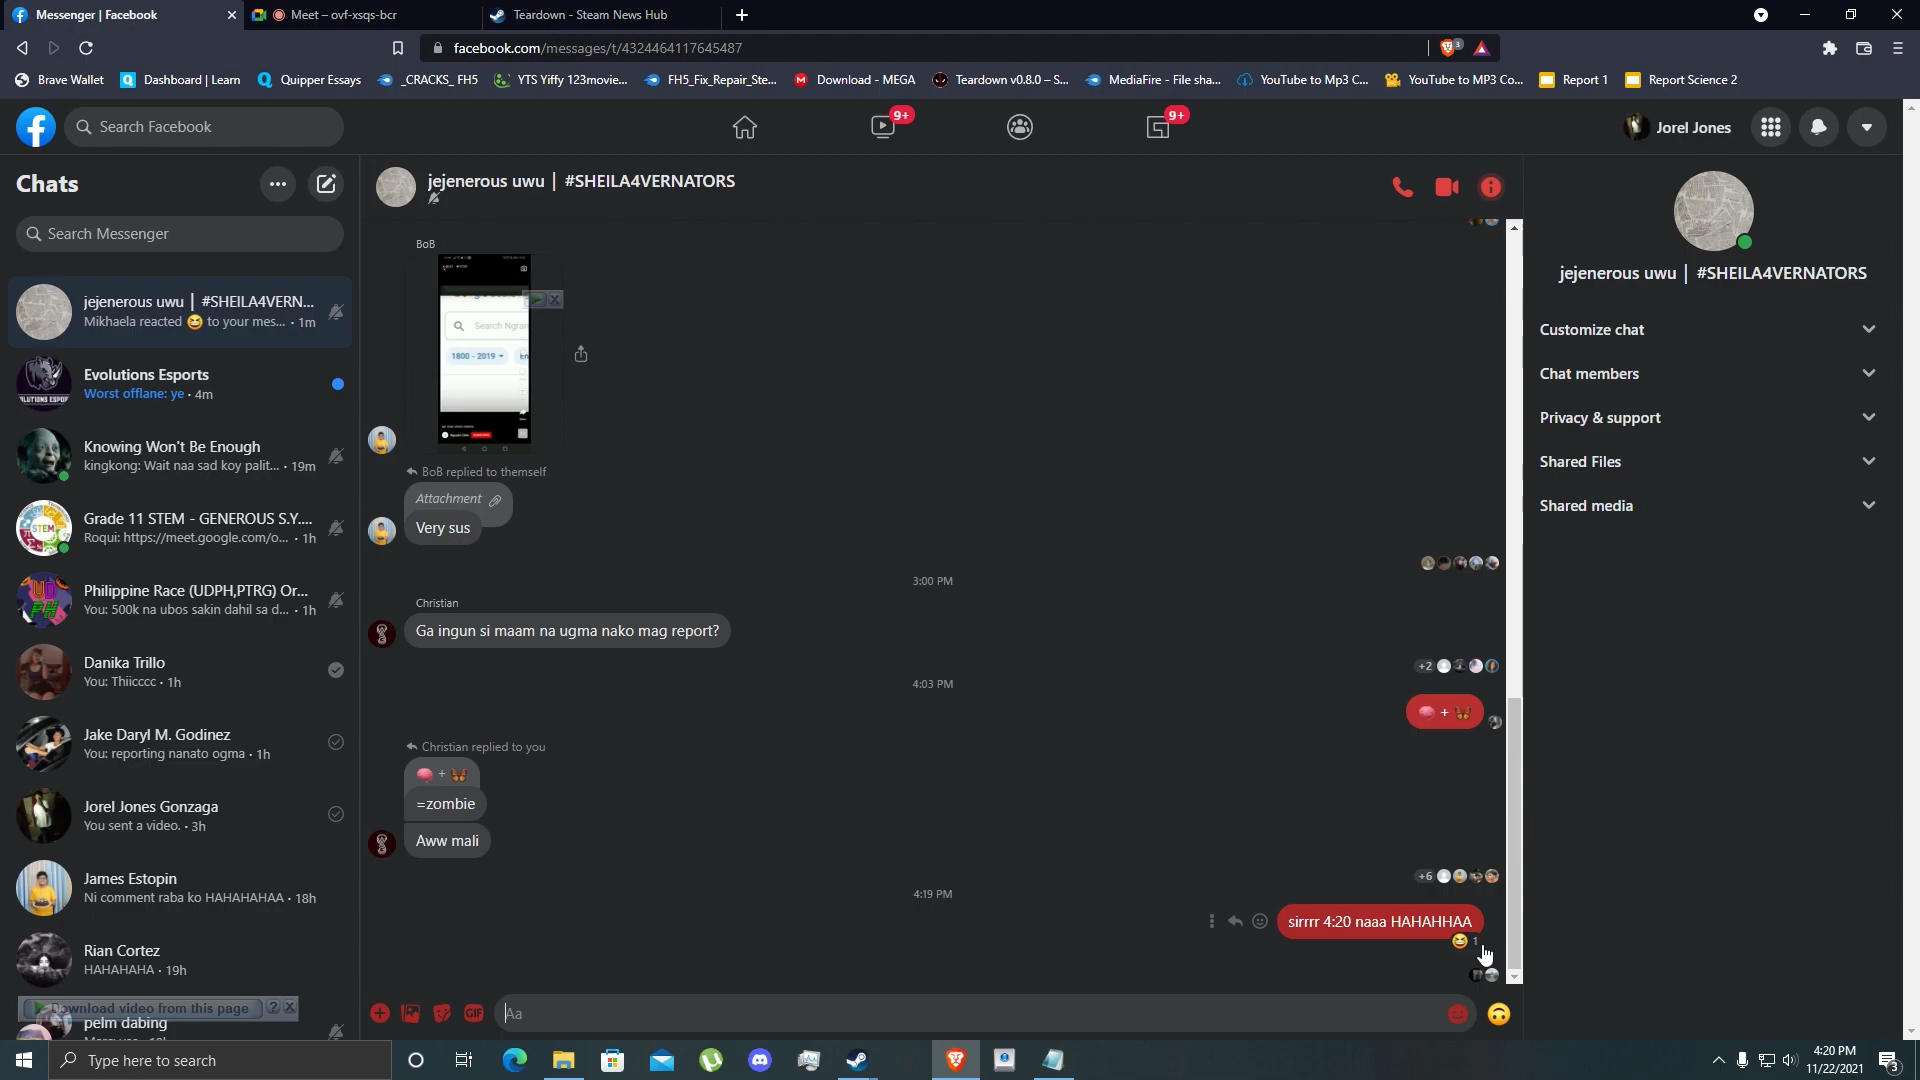 Messenger | Facebook
Meet – ovf-xsqs-bcr
Teardown - Steam News Hub
facebook.com/messages/t/4324464117645487
3
Brave Wallet
Dashboard | Learn
Quipper Essays
_CRACKS_ FH5
YTS Yiffy 123movie...
FH5_Fix_Repair_Ste...
Download - MEGA
Teardown v0.8.0 – S...
MediaFire - File sha...
YouTube to Mp3 C...
YouTube to MP3 Co...
Report 1
Report Science 2
Search Facebook
9+
9+
Jorel Jones
Chats
Search Messenger
jejenerous uwu | #SHEILA4VERN...
Mikhaela reacted 😆 to your mes... · 1m
Evolutions Esports
Worst offlane: ye · 4m
Knowing Won't Be Enough
kingkong: Wait naa sad koy palit... · 19m
Grade 11 STEM - GENEROUS S.Y....
Roqui: https://meet.google.com/o... · 1h
Philippine Race (UDPH,PTRG) Or...
You: 500k na ubos sakin dahil sa d... · 1h
Danika Trillo
You: Thiicccc · 1h
Jake Daryl M. Godinez
You: reporting nanato ogma · 1h
Jorel Jones Gonzaga
You sent a video. · 3h
James Estopin
Ni comment raba ko HAHAHAHAA · 18h
Rian Cortez
HAHAHAHA · 19h
Download video from this page
pelm dabing
jejenerous uwu | #SHEILA4VERNATORS
BoB
Search Ngran
1800 - 2019
En
BoB replied to themself
Attachment
Very sus
3:00 PM
Christian
Ga ingun si maam na ugma nako mag report?
+2
4:03 PM
🧠 + 🦋
Christian replied to you
🧠 + 🦋
=zombie
Aww mali
+6
4:19 PM
sirrrr 4:20 naaa HAHAHHAA
😆 1
GIF
Aa
jejenerous uwu | #SHEILA4VERNATORS
Customize chat
Chat members
Privacy & support
Shared Files
Shared media
Type here to search
4:20 PM
11/22/2021
3